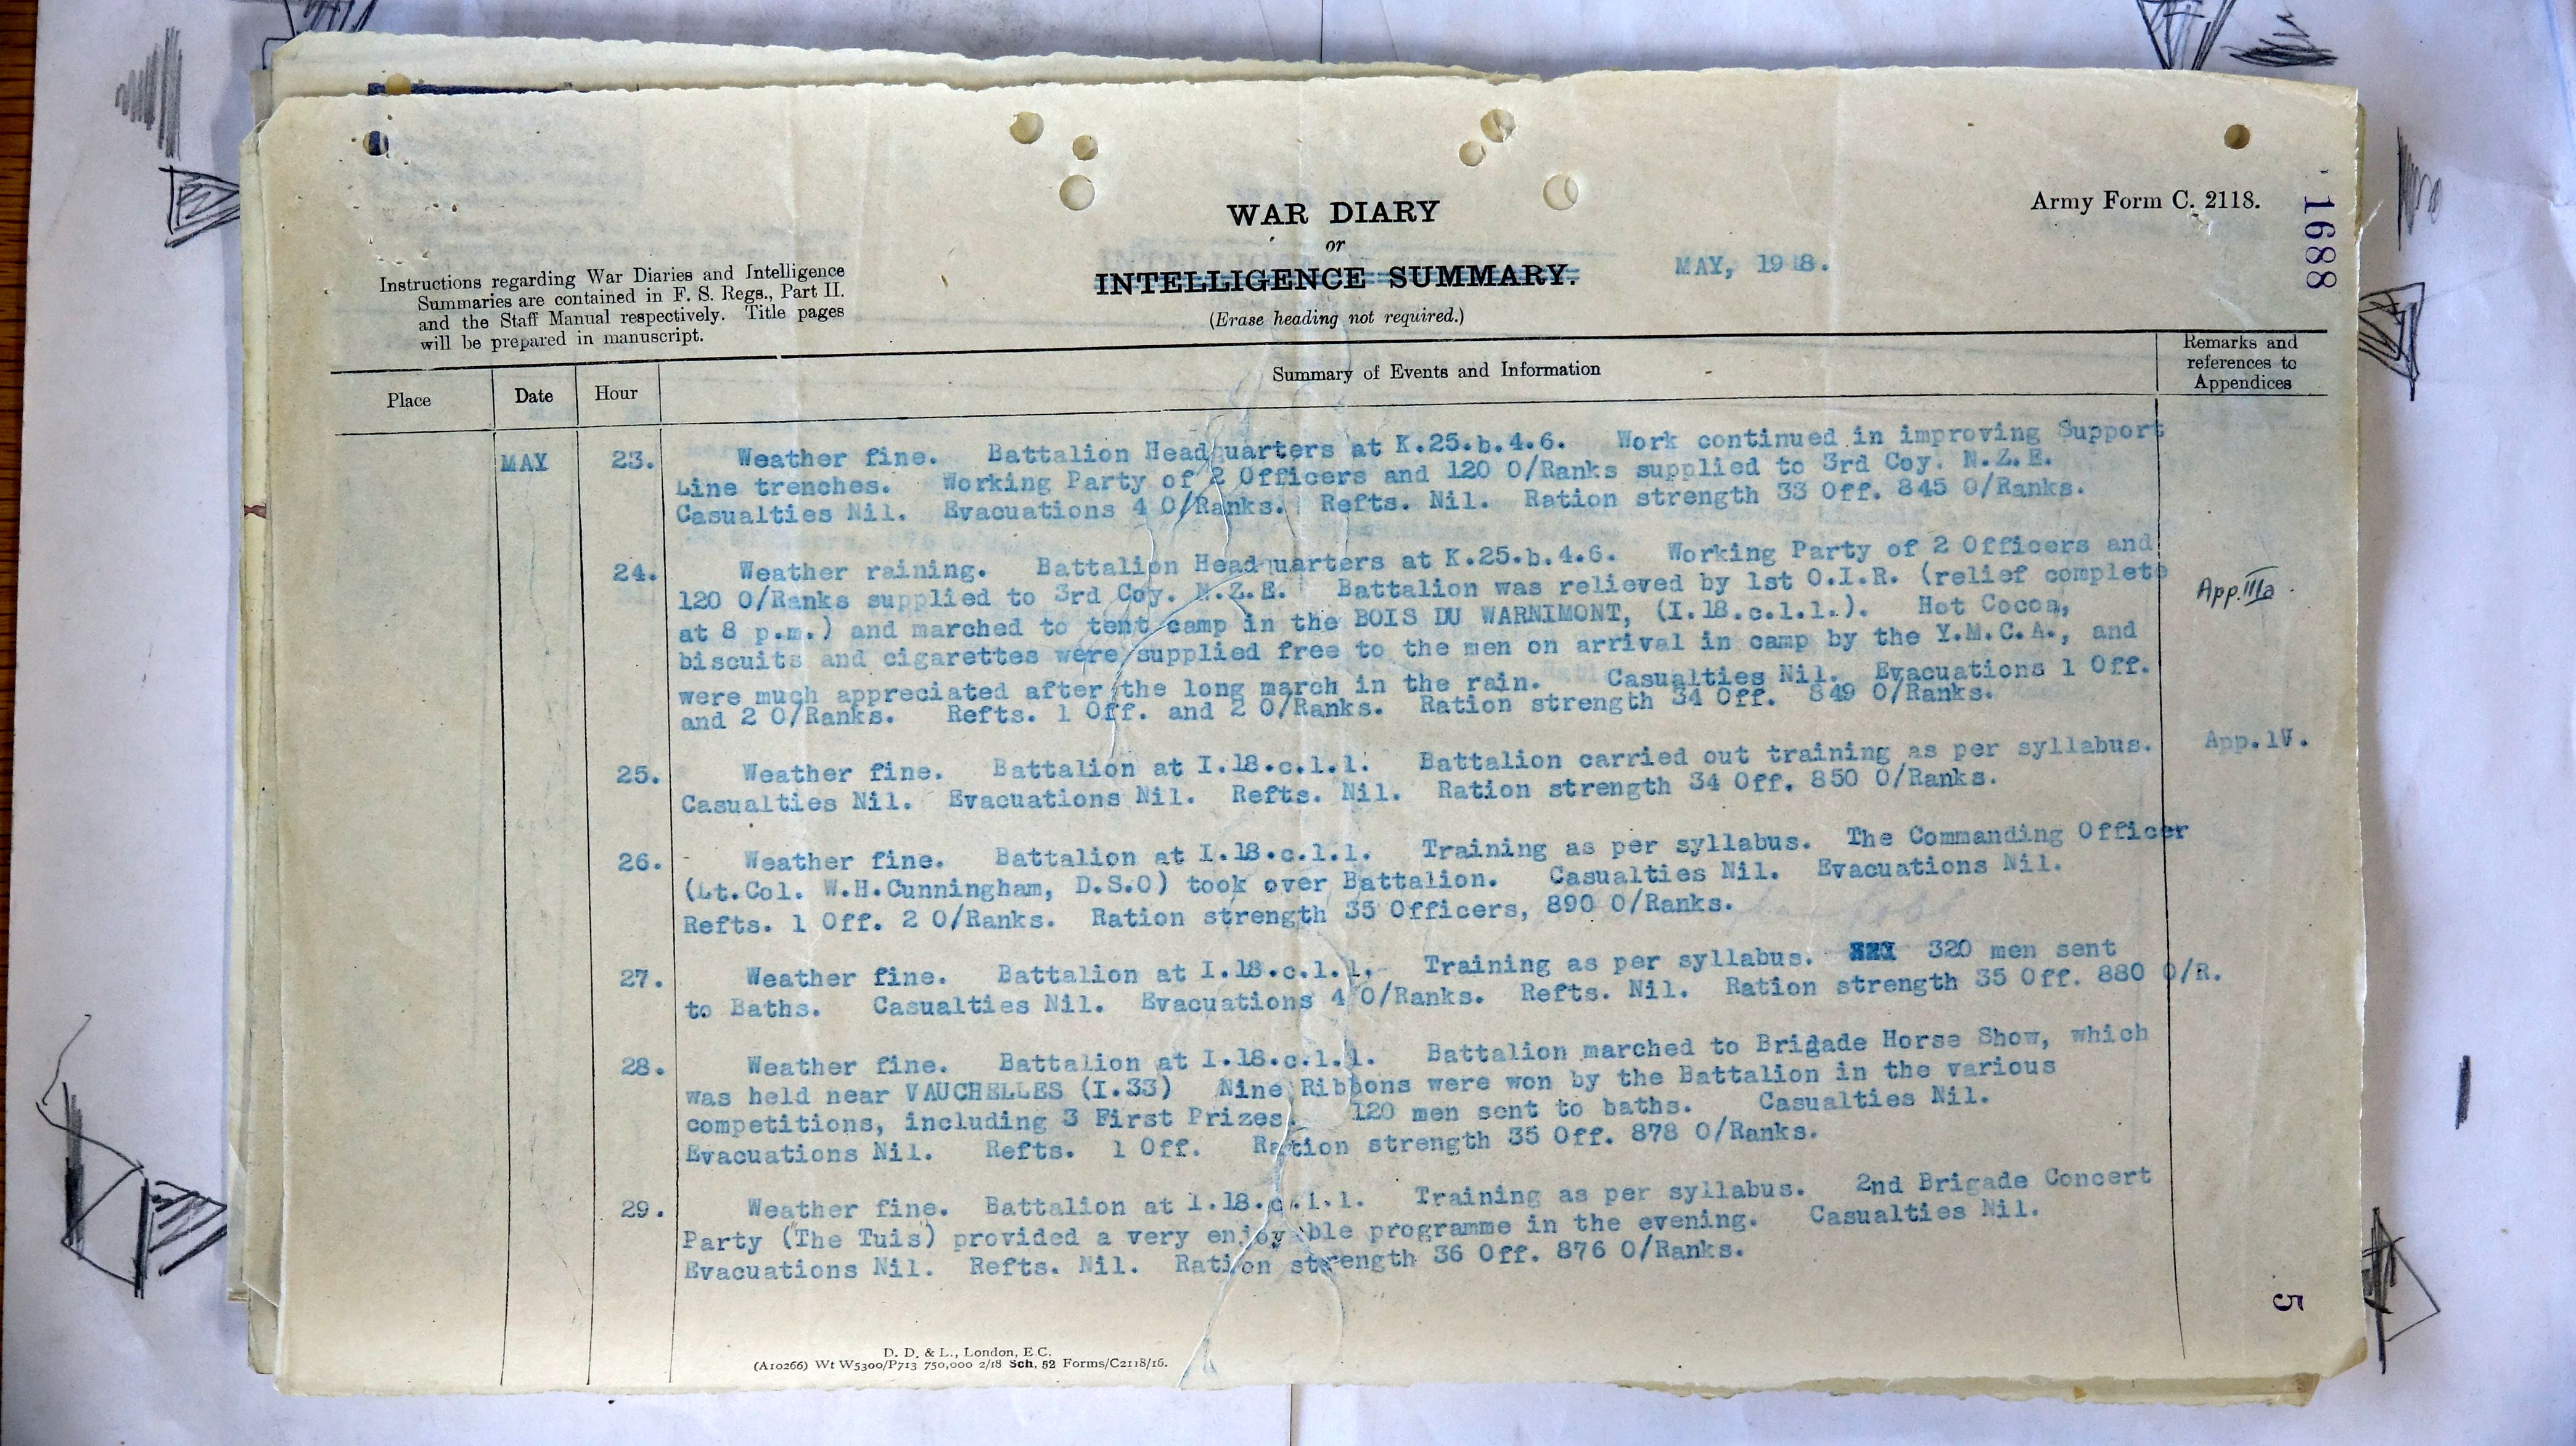 Army Form C. 2118.
1688
WAR DIARY
or
INTELLIGENCE SUMMARY.
MAY, 1918.
(Erase heading not required.)
Instructions regarding War Diaries and Intelligence
Summaries are contained in F. S. Regs., Part II.
and the Staff Manual respectively. Title pages
will be prepared in manuscript.
Place
Date
Hour
Summary of Events and Information
Remarks and
references to
Appendices
MAY 23. Weather fine. Battalion Headquarters at K.25.b.4.6. Work continued in improving Support
Line trenches. Working Party of 2 Officers and 120 O/Ranks supplied to 3rd Coy. N.Z.E.
Casualties Nil. Evacuations 4 O/Ranks. Refts. Nil. Ration strength 33 Off. 845 O/Ranks.
24. Weather raining. Battalion Headquarters at K.25.b.4.6. Working Party of 2 Officers and
120 O/Ranks supplied to 3rd Coy. N.Z.E. Battalion was relieved by 1st O.I.R. (relief complete
App. IIIa.
at 8 p.m.) and marched to tent camp in the BOIS DU WARNIMONT, (I.18.c.1.1.). Hot Cocoa,
biscuits and cigarettes were supplied free to the men on arrival in camp by the Y.M.C.A., and
were much appreciated after the long march in the rain. Casualties Nil. Evacuations 1 Off.
and 2 O/Ranks. Refts. 1 Off. and 2 O/Ranks. Ration strength 34 Off. 849 O/Ranks.
25. Weather fine. Battalion at I.18.c.1.1. Battalion carried out training as per syllabus. App.1V.
Casualties Nil. Evacuations Nil. Refts. Nil. Ration strength 34 Off. 850 O/Ranks.
26. Weather fine. Battalion at I.18.c.1.1. Training as per syllabus. The Commanding Officer
(Lt.Col. W.H.Cunningham, D.S.O) took over Battalion. Casualties Nil. Evacuations Nil.
Refts. 1 Off. 2 O/Ranks. Ration strength 35 Officers, 890 O/Ranks.
27. Weather fine. Battalion at I.18.c.1.1. Training as per syllabus. 320 men sent
to Baths. Casualties Nil. Evacuations 4 O/Ranks. Refts. Nil. Ration strength 35 Off. 880 O/R.
28. Weather fine. Battalion at I.18.c.1.1. Battalion marched to Brigade Horse Show, which
was held near VAUCHELLES (I.33) Nine Ribbons were won by the Battalion in the various
competitions, including 3 First Prizes. 120 men sent to baths. Casualties Nil.
Evacuations Nil. Refts. 1 Off. Ration strength 35 Off. 878 O/Ranks.
29. Weather fine. Battalion at I.18.c.1.1. Training as per syllabus. 2nd Brigade Concert
Party (The Tuis) provided a very enjoyable programme in the evening. Casualties Nil.
Evacuations Nil. Refts. Nil. Ration strength 36 Off. 876 O/Ranks.
5
D. D. & L., London, E C.
(A10266) Wt W5300/P713 750,000 2/18 Sch. 52 Forms/C2118/16.